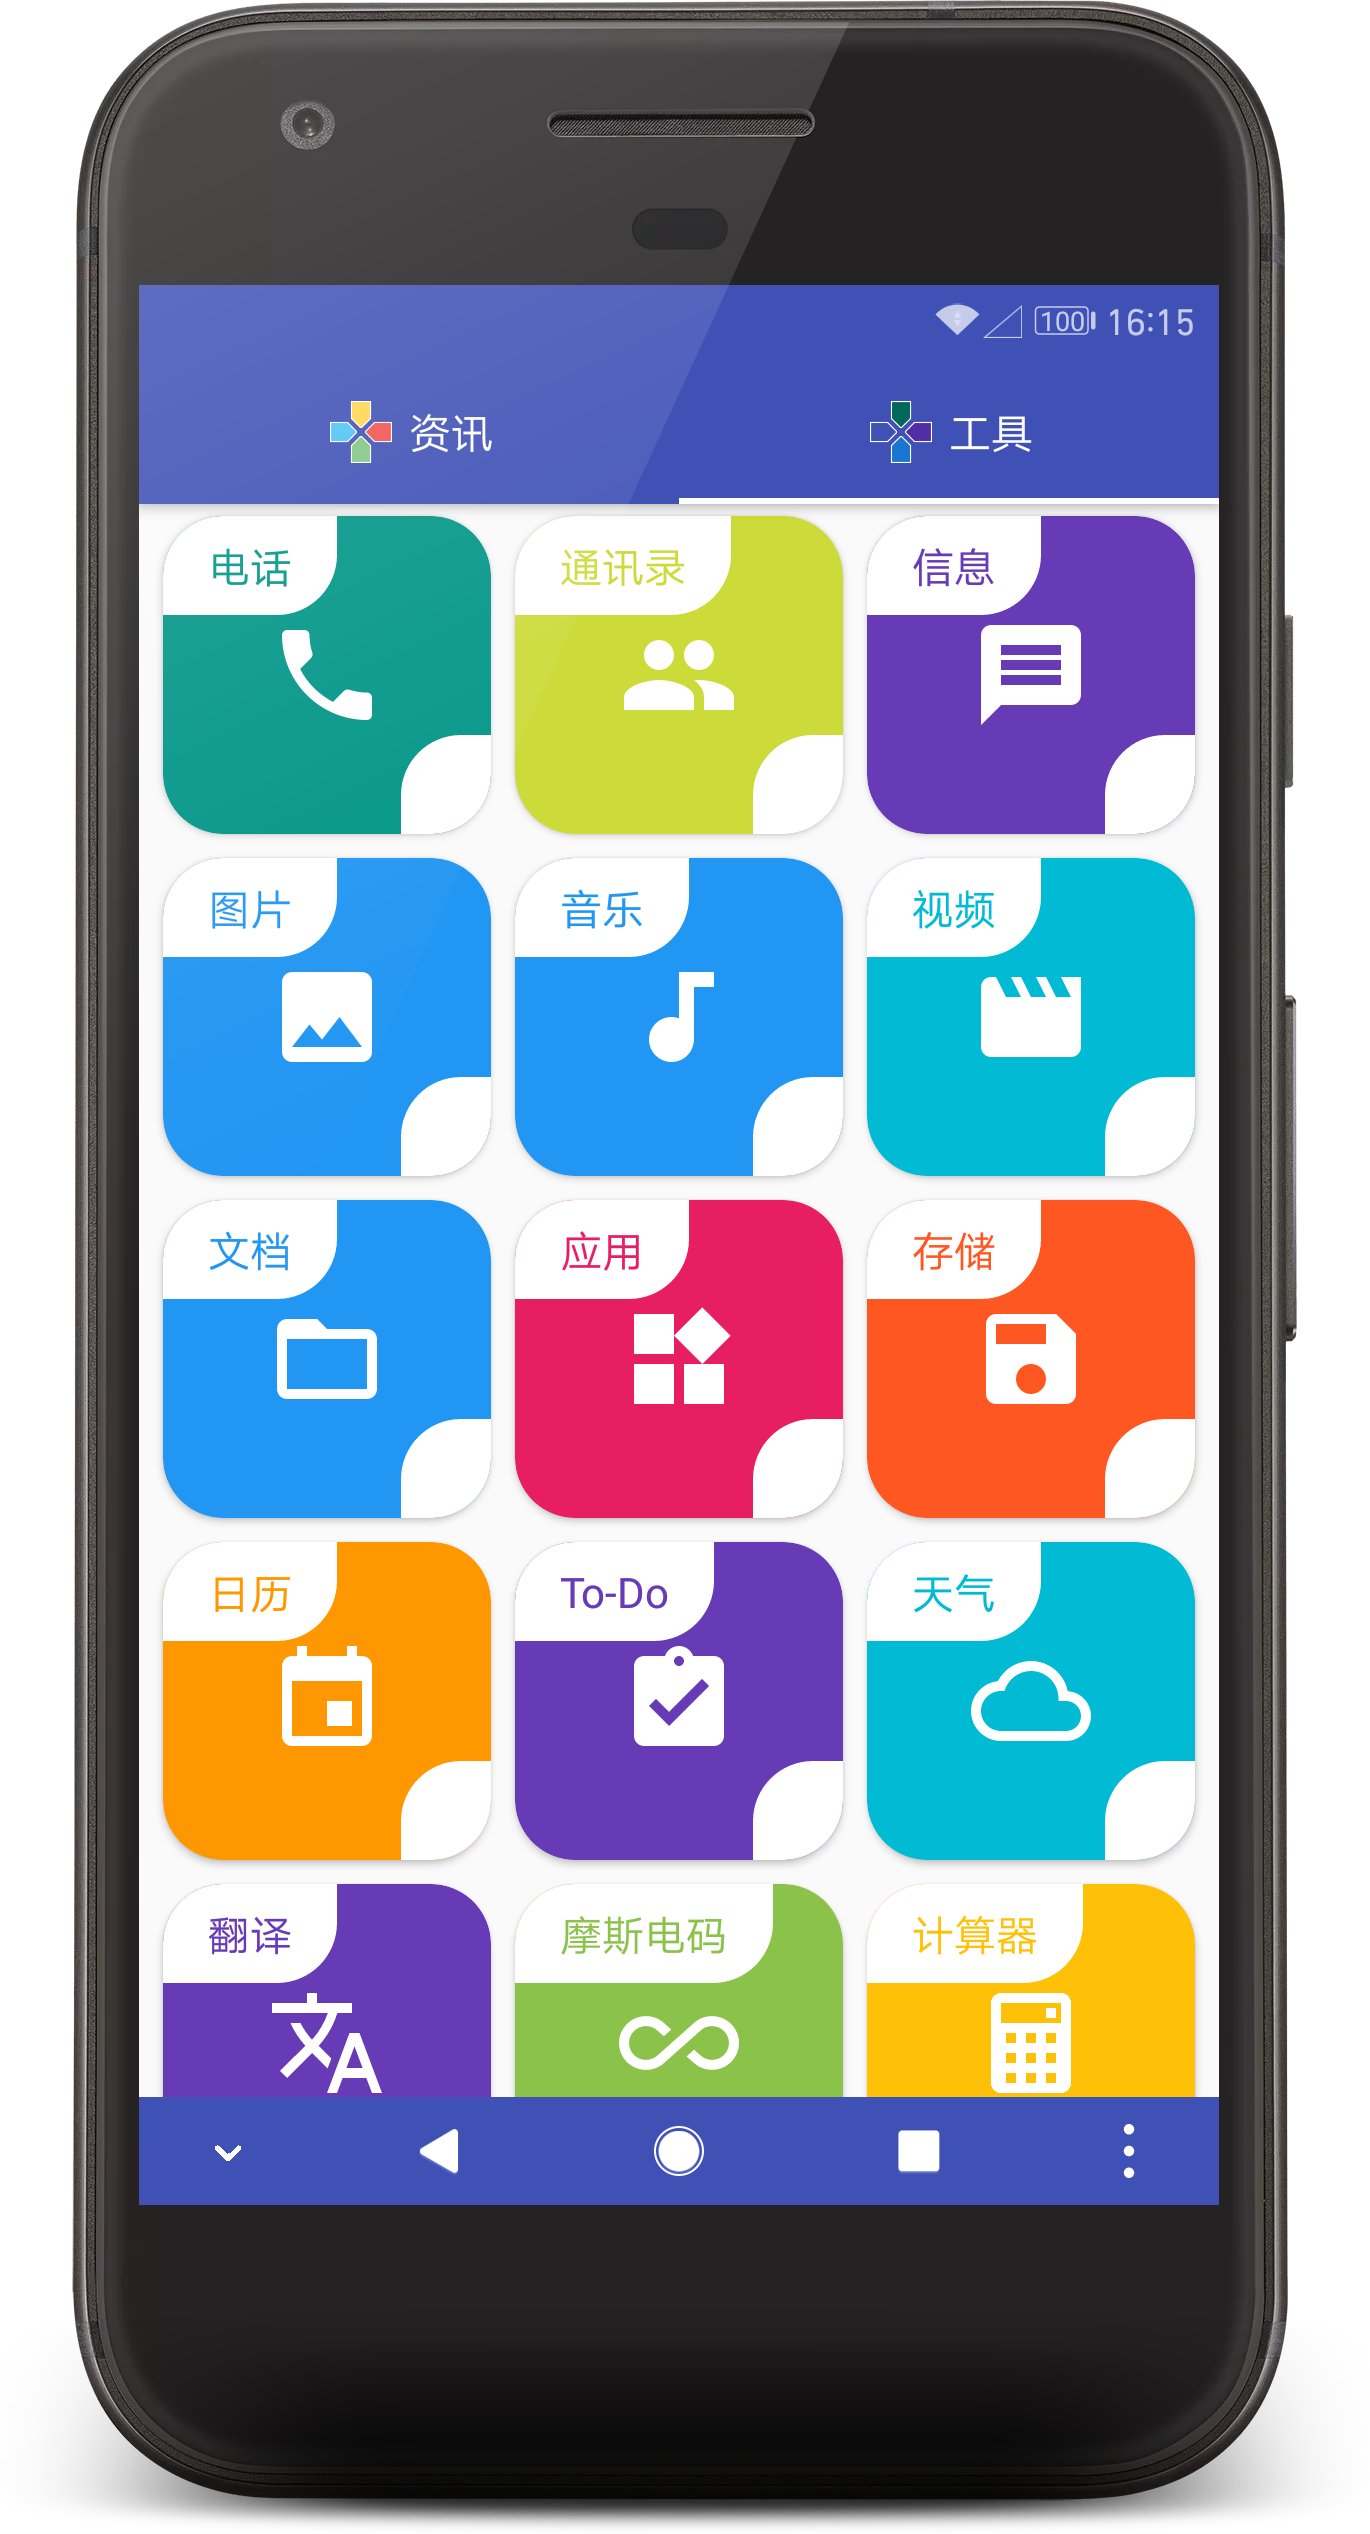 100 16:15
资讯 工具
电话 通讯录 信息
图片 音乐 视频
文档 应用 存储
日历 To-Do 天气
翻译 摩斯电码 计算器